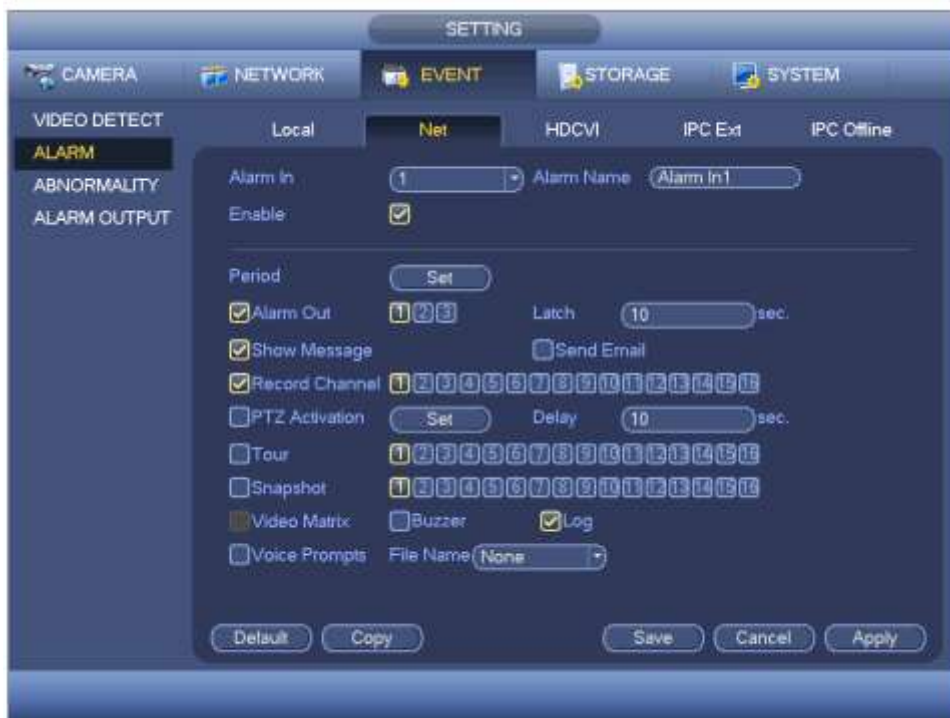 SETTING
CAMERA NETWORK EVENT STORAGE SYSTEM
VIDEO DETECT
ALARM
ABNORMALITY
ALARM OUTPUT
Local Net HDCVI IPC Ext IPC Offline
Alarm In 1 Alarm Name Alarm In1
Enable
Period Set
Alarm Out 1 2 3 Latch 10 sec.
Show Message Send Email
Record Channel 1 2 3 4 5 6 7 8 9 10 11 12 13 14 15 16
PTZ Activation Set Delay 10 sec.
Tour 1 2 3 4 5 6 7 8 9 10 11 12 13 14 15 16
Snapshot 1 2 3 4 5 6 7 8 9 10 11 12 13 14 15 16
Video Matrix Buzzer Log
Voice Prompts File Name None
Default Copy Save Cancel Apply